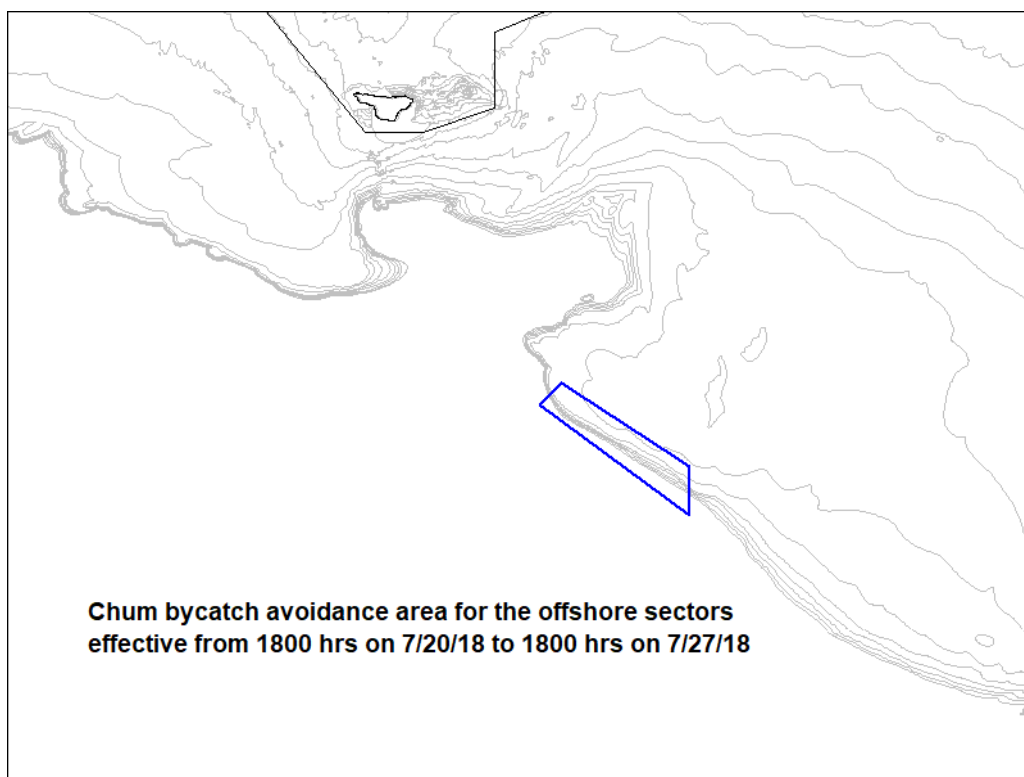 Chum bycatch avoidance area for the offshore sectors
effective from 1800 hrs on 7/20/18 to 1800 hrs on 7/27/18